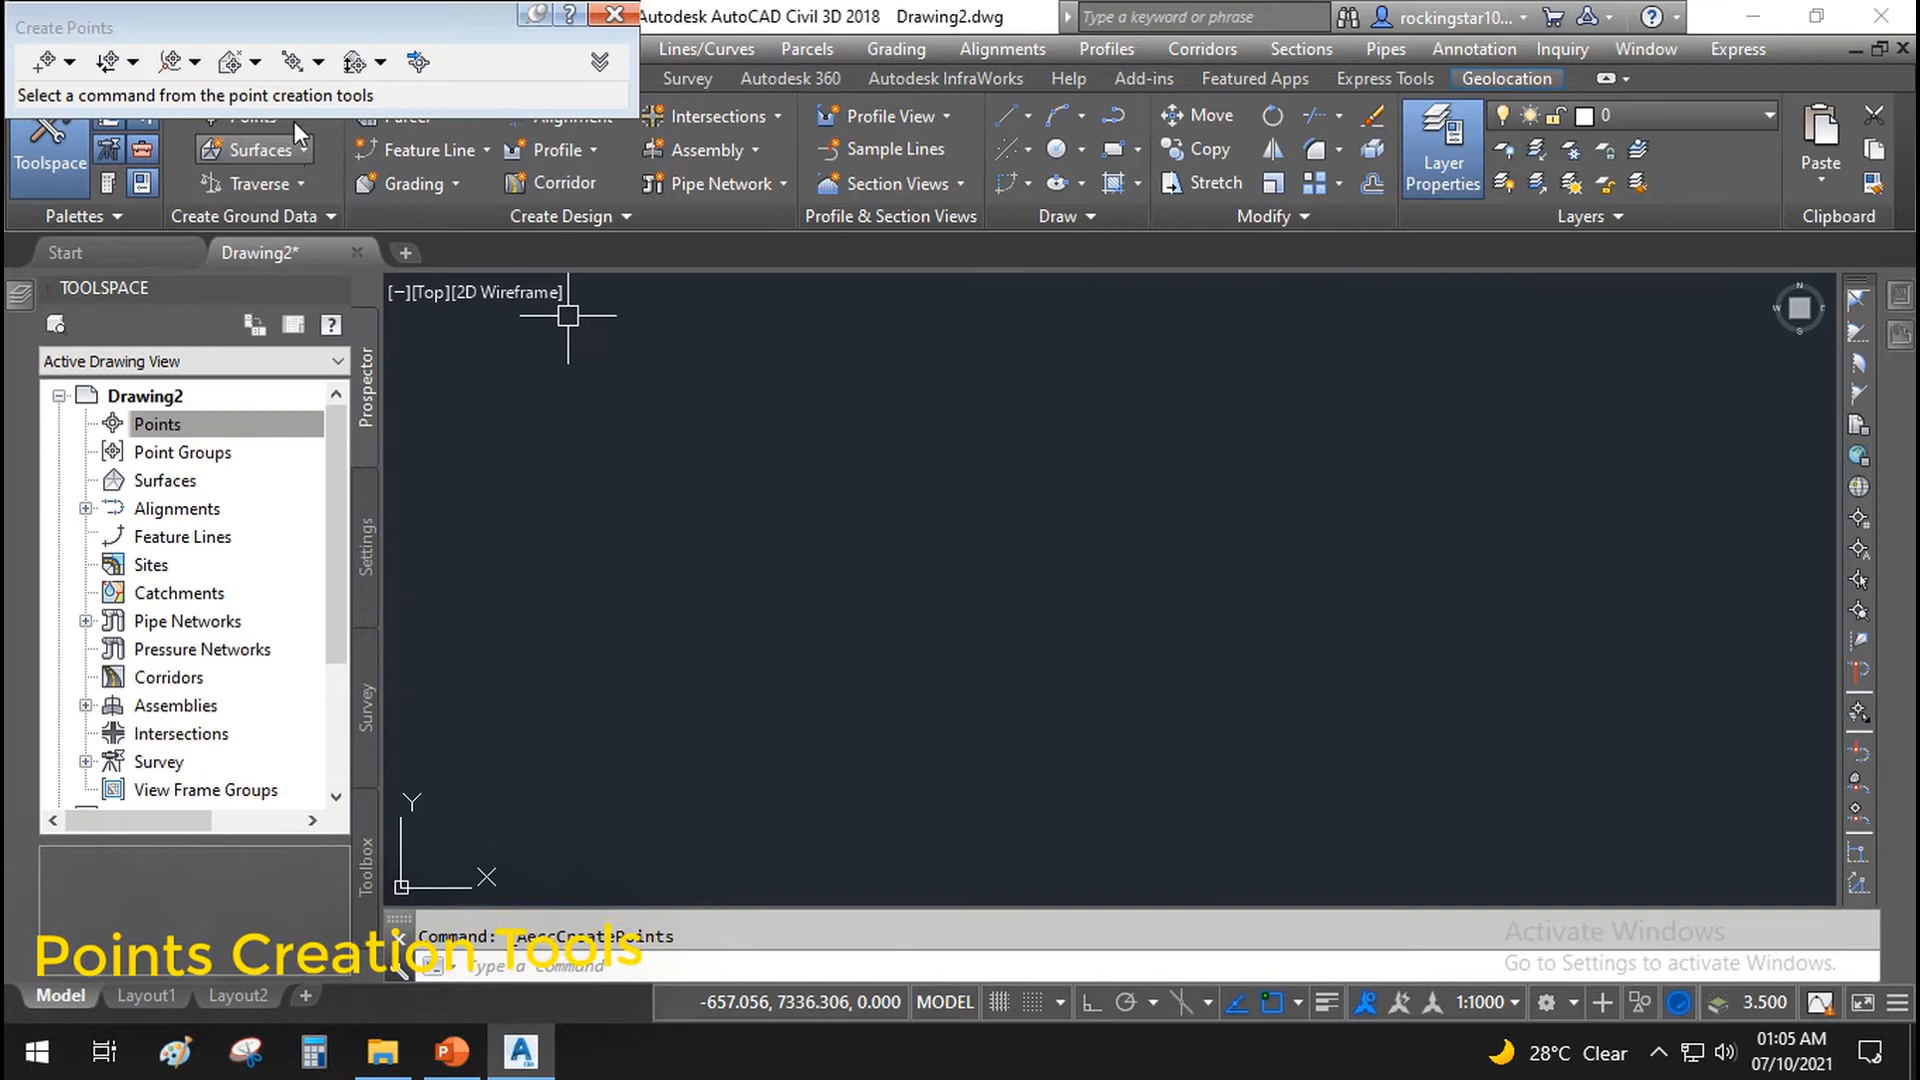 Create Points
?
Autodesk AutoCAD Civil 3D 2018 Drawing2.dwg
Type a keyword or phrase
rockingstar10...
Lines/Curves Parcels Grading Alignments Profiles Corridors Sections Pipes Annotation Inquiry Window Express
Select a command from the point creation tools
Survey Autodesk 360 Autodesk InfraWorks Help Add-ins Featured Apps Express Tools Geolocation
Points Parcel Alignment Intersections Profile View Move 0
Toolspace Surfaces Feature Line Profile Assembly Sample Lines Copy Layer Properties Paste
Traverse Grading Corridor Pipe Network Section Views Stretch
Palettes Create Ground Data Create Design Profile & Section Views Draw Modify Layers Clipboard
Start Drawing2*
TOOLSPACE
[−][Top][2D Wireframe]
N
W
S
Active Drawing View
Drawing2
Points
Point Groups
Surfaces
Alignments
Feature Lines
Sites
Catchments
Pipe Networks
Pressure Networks
Corridors
Assemblies
Intersections
Survey
View Frame Groups
Prospector
Settings
Survey
Toolbox
Y
X
Command: _AeccCreatePoints
Type a command
Points Creation Tools
Activate Windows
Go to Settings to activate Windows.
Model Layout1 Layout2 +
-657.056, 7336.306, 0.000 MODEL 1:1000 3.500
28°C Clear
01:05 AM
07/10/2021